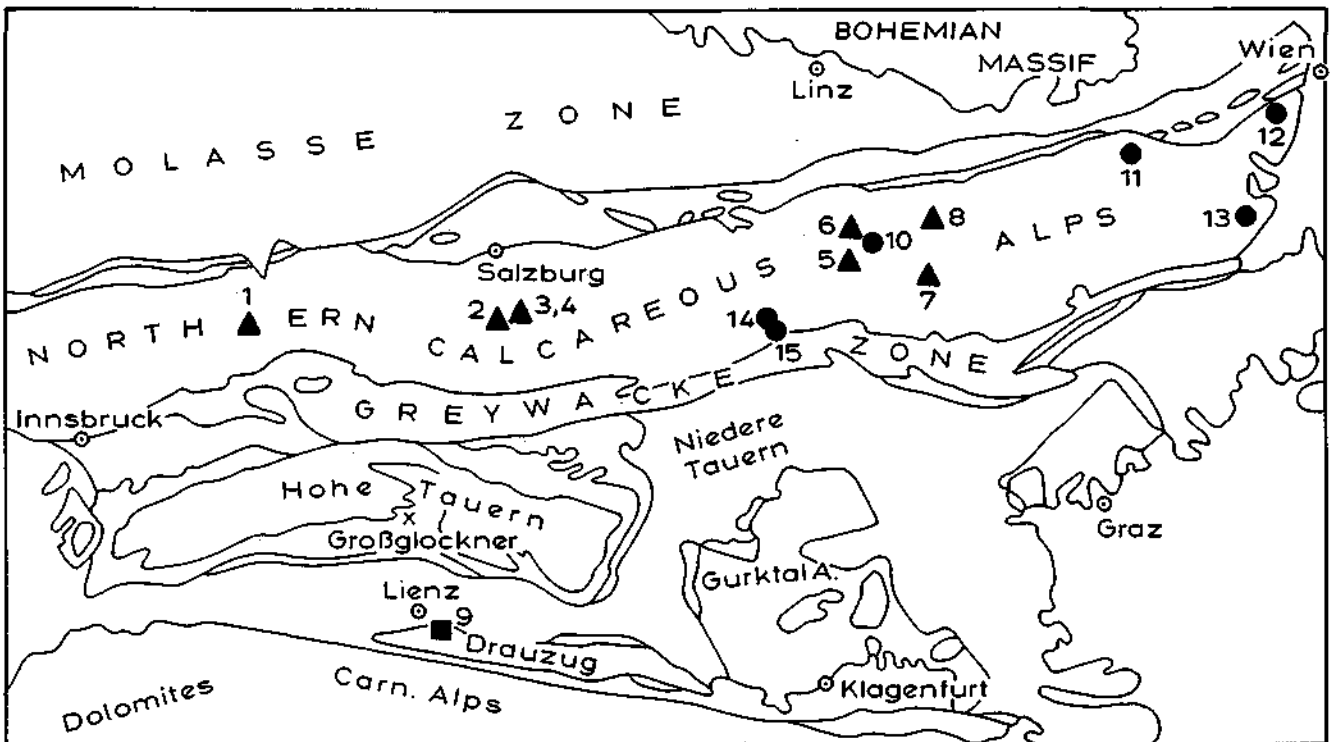 BOHEMIAN
MASSIF
Wien
Linz
MOLASSE ZONE
12
11
13
6
8
10
5
7
NORTHERN CALCAREOUS ALPS
Salzburg
1
2
3,4
14
15
GREYWACKE ZONE
Innsbruck
Niedere
Tauern
Hohe Tauern
x
Großglockner
Graz
Gurktal A.
Lienz
9
Drauzug
Klagenfurt
Carn. Alps
Dolomites